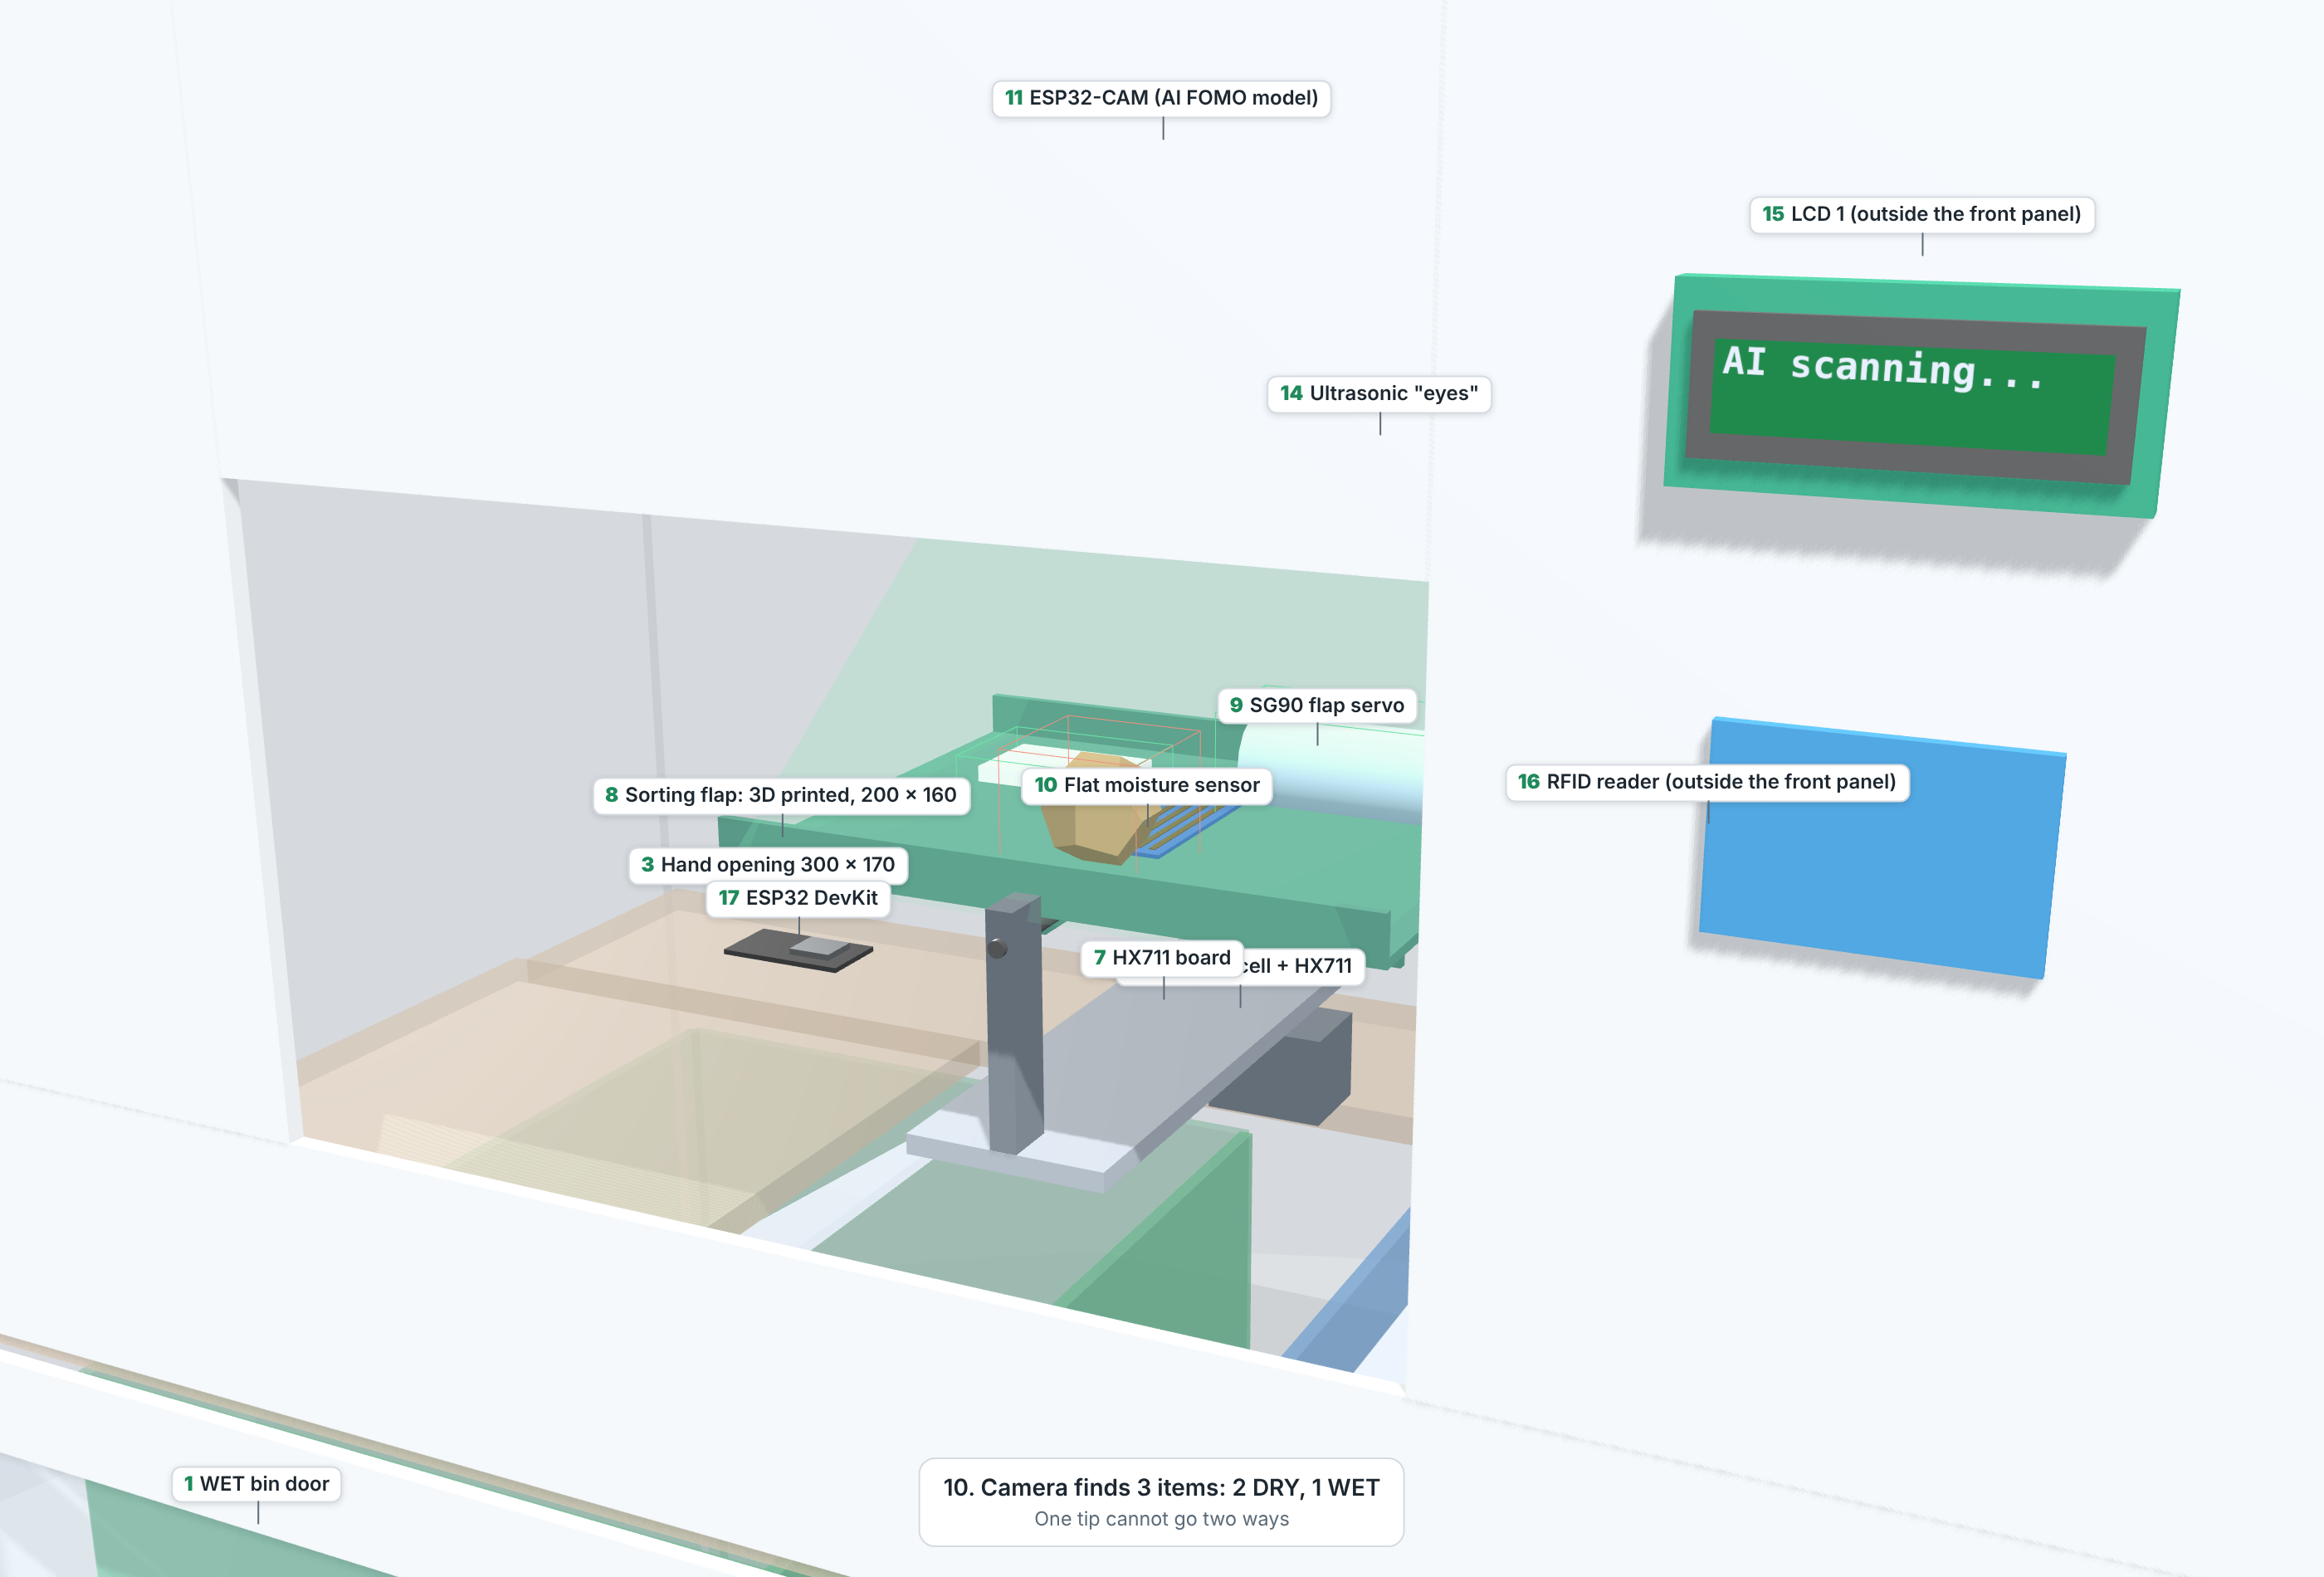 11 ESP32-CAM (AI FOMO model)
15 LCD 1 (outside the front panel)
AI scanning...
14 Ultrasonic "eyes"
9 SG90 flap servo
10 Flat moisture sensor
8 Sorting flap: 3D printed, 200 × 160
16 RFID reader (outside the front panel)
3 Hand opening 300 × 170
17 ESP32 DevKit
7 HX711 board
cell + HX711
1 WET bin door
10. Camera finds 3 items: 2 DRY, 1 WET
One tip cannot go two ways